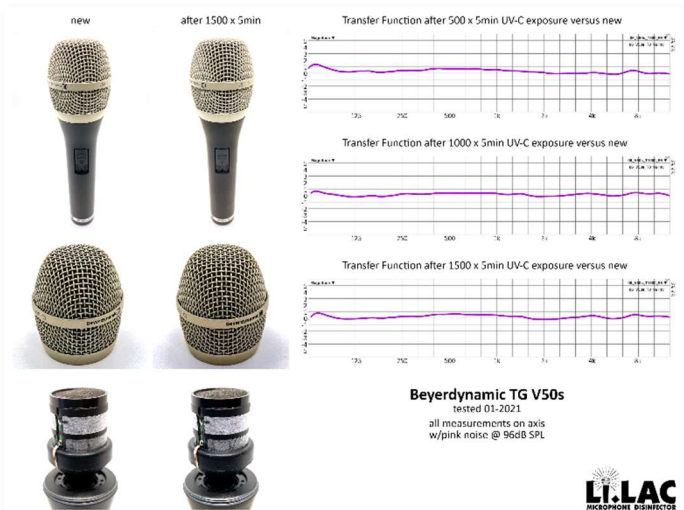 new
after 1500 x 5min
Transfer Function after 500 x 5min UV-C exposure versus new
125
250
500
1K
2k
4k
8k
Transfer Function after 1000 x 5min UV-C exposure versus new
125
250
500
1K
2k
4k
8k
Transfer Function after 1500 x 5min UV-C exposure versus new
125
250
500
1K
2k
4k
8k
Beyerdynamic TG V50s
tested 01-2021
all measurements on axis
w/pink noise @ 96dB SPL
Li.LAC
MICROPHONE DISINFECTOR